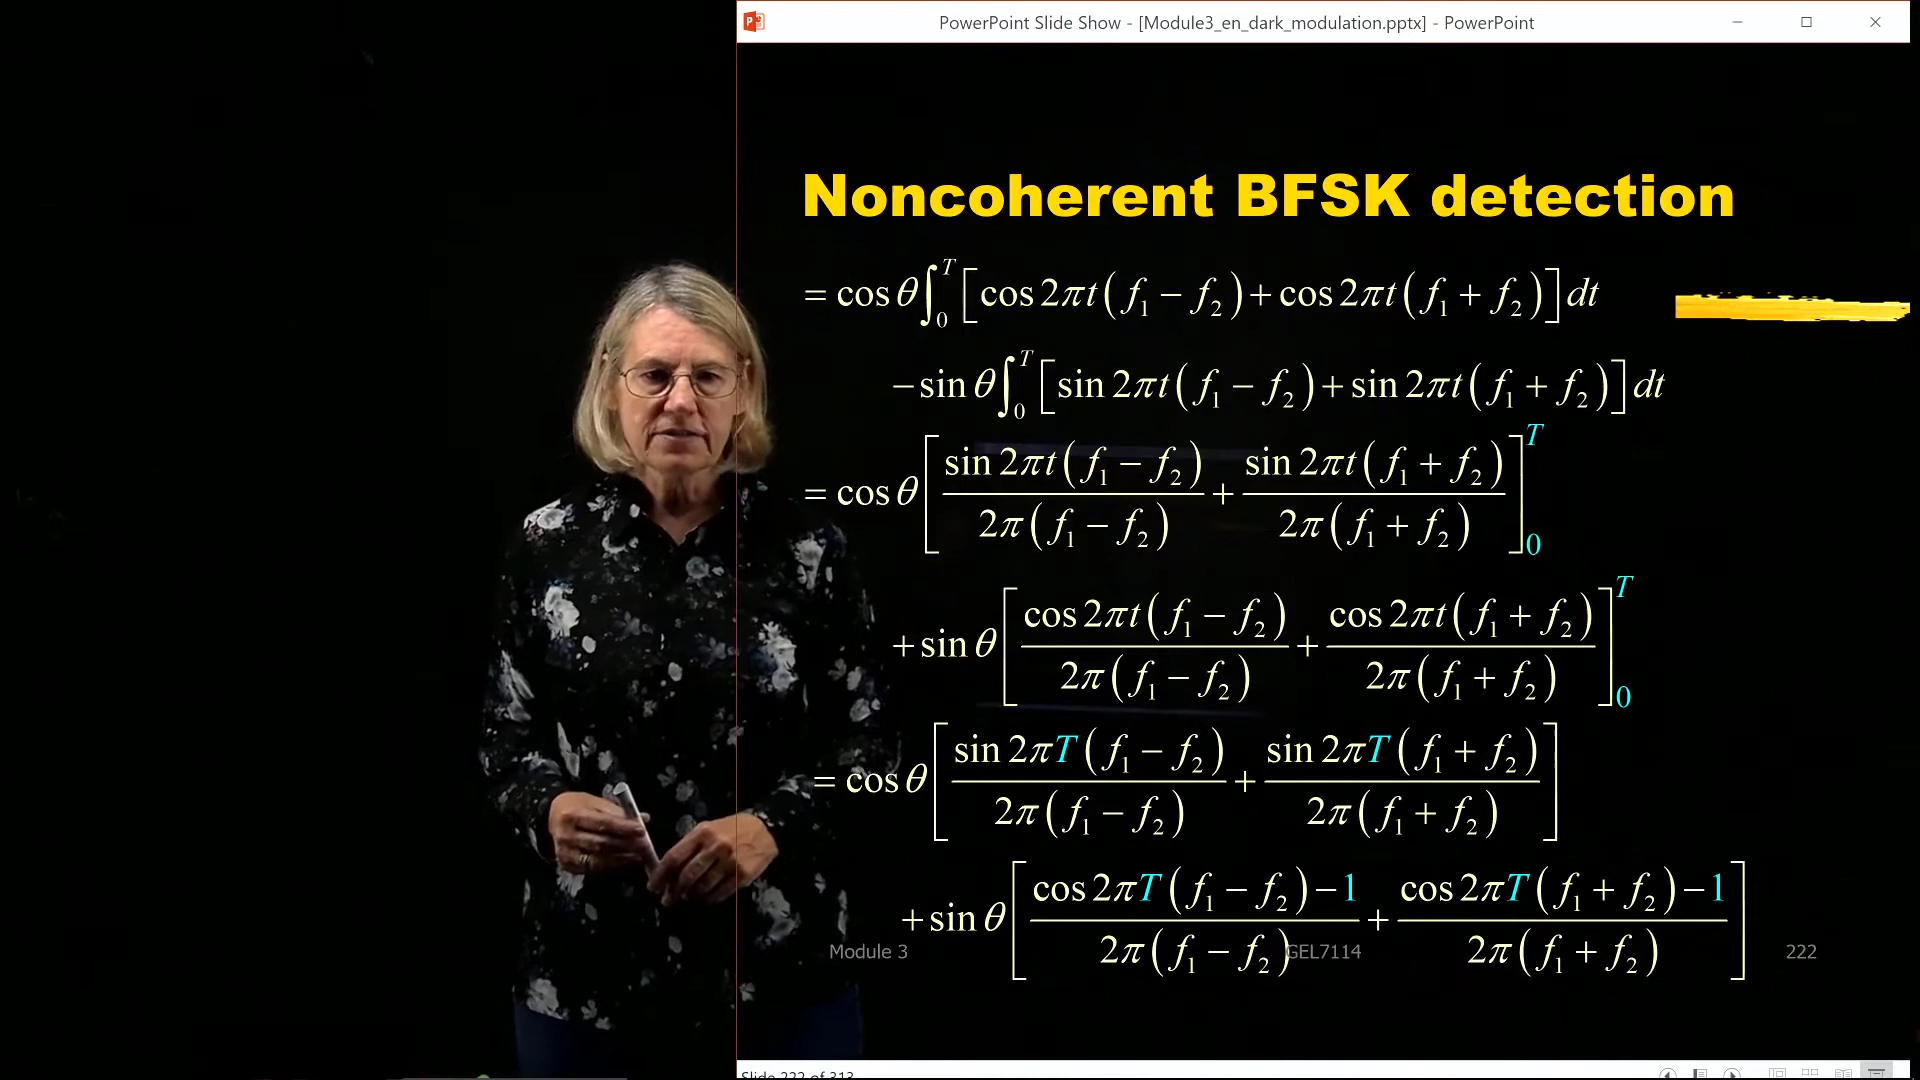 PowerPoint Slide Show - [Module3_en_dark_modulation.pptx] - PowerPoint
Noncoherent BFSK detection
= cos θ ∫₀ᵀ [cos 2πt(f₁ − f₂) + cos 2πt(f₁ + f₂)] dt
− sin θ ∫₀ᵀ [sin 2πt(f₁ − f₂) + sin 2πt(f₁ + f₂)] dt
= cos θ [ sin 2πt(f₁ − f₂) / 2π(f₁ − f₂) + sin 2πt(f₁ + f₂) / 2π(f₁ + f₂) ]₀ᵀ
+ sin θ [ cos 2πt(f₁ − f₂) / 2π(f₁ − f₂) + cos 2πt(f₁ + f₂) / 2π(f₁ + f₂) ]₀ᵀ
= cos θ [ sin 2πT(f₁ − f₂) / 2π(f₁ − f₂) + sin 2πT(f₁ + f₂) / 2π(f₁ + f₂) ]
+ sin θ [ cos 2πT(f₁ − f₂) − 1 / 2π(f₁ − f₂) + cos 2πT(f₁ + f₂) − 1 / 2π(f₁ + f₂) ]
Module 3 GEL7114 222
Slide 222 of 313